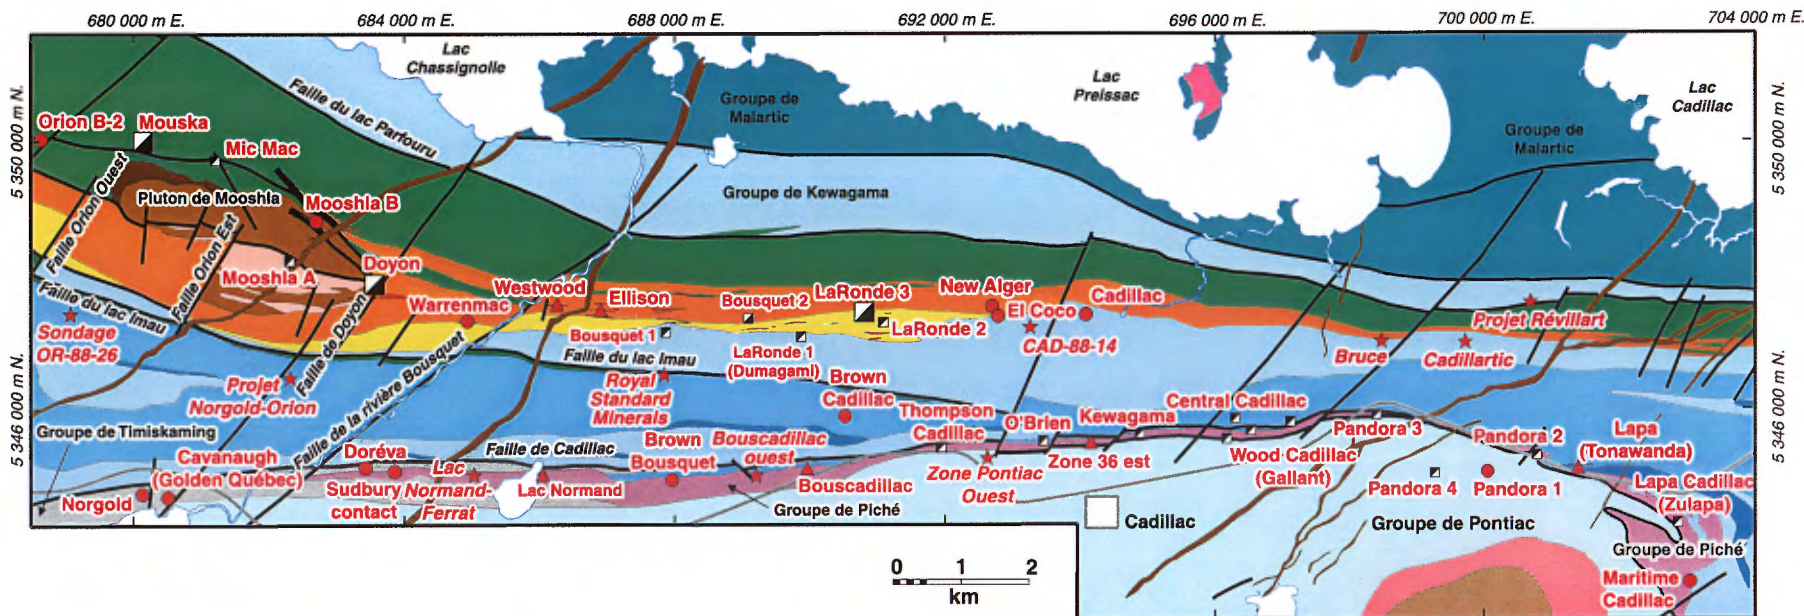 680 000 m E.
684 000 m E.
688 000 m E.
692 000 m E.
696 000 m E.
700 000 m E.
704 000 m E.
5 350 000 m N.
5 346 000 m N.
5 350 000 m N.
5 346 000 m N.
Lac
Chassignolle
Lac
Preissac
Lac
Cadillac
Groupe de
Malartic
Groupe de
Malartic
Groupe de Kewagama
Faille du lac Parfouru
Orion B-2
Mouska
Mic Mac
Pluton de Mooshla
Mooshla B
Faille Orion Ouest
Faille Orion Est
Mooshla A
Doyon
Faille de Doyon
Faille du lac Imau
Sondage
OR-88-26
Projet
Norgold-Orion
Warrenmac
Westwood
Ellison
Bousquet 2
Bousquet 1
LaRonde 3
LaRonde 2
LaRonde 1
(Dumagami)
New Alger
El Coco
Cadillac
CAD-88-14
Projet Révillart
Bruce
Cadillartic
Faille du lac Imau
Faille de la rivière Bousquet
Royal
Standard
Minerals
Brown
Cadillac
Thompson
Cadillac
O'Brien
Kewagama
Central Cadillac
Pandora 3
Pandora 2
Lapa
(Tonawanda)
Groupe de Timiskaming
Cavanaugh
(Golden Québec)
Norgold
Doréva
Sudbury
contact
Lac
Normand-
Ferrat
Faille de Cadillac
Lac Normand
Brown
Bousquet
Bouscadillac
ouest
Bouscadillac
Groupe de Piché
Zone Pontiac
Ouest
Zone 36 est
Wood Cadillac
(Gallant)
Pandora 4
Pandora 1
Lapa Cadillac
(Zulapa)
Cadillac
Groupe de Pontiac
Groupe de Piché
Maritime
Cadillac
0 1 2
km